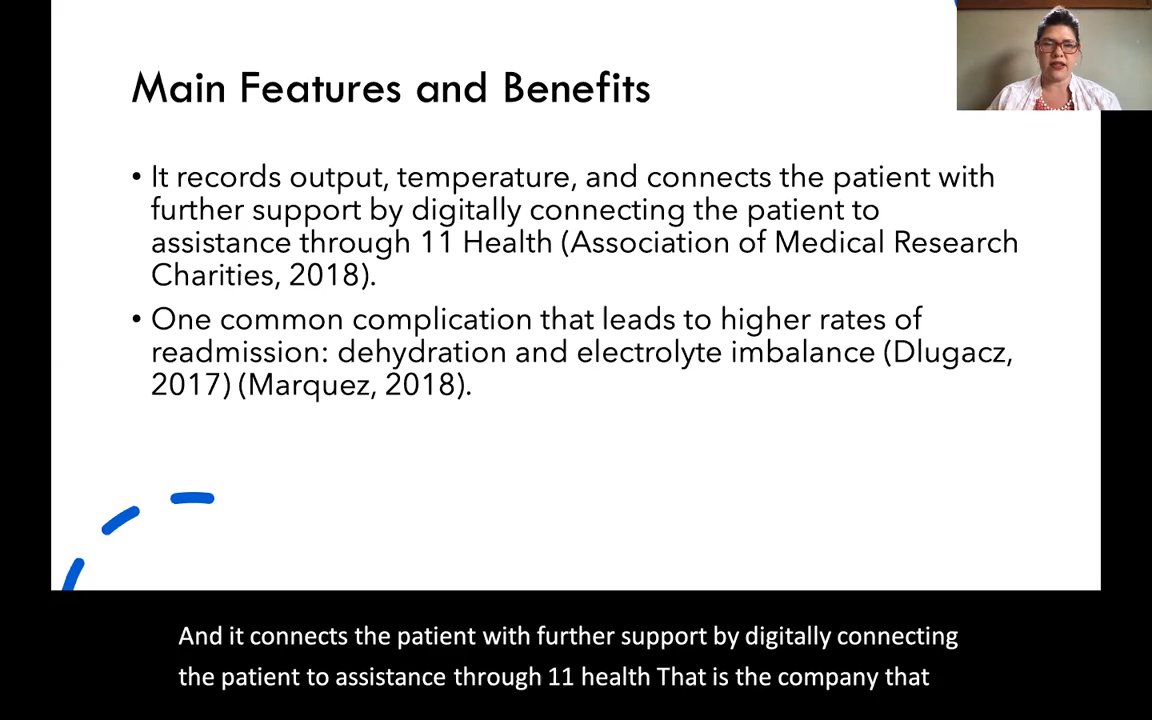 Main Features and Benefits
• It records output, temperature, and connects the patient with
further support by digitally connecting the patient to
assistance through 11 Health (Association of Medical Research
Charities, 2018).
• One common complication that leads to higher rates of
readmission: dehydration and electrolyte imbalance (Dlugacz,
2017) (Marquez, 2018).
And it connects the patient with further support by digitally connecting
the patient to assistance through 11 health That is the company that